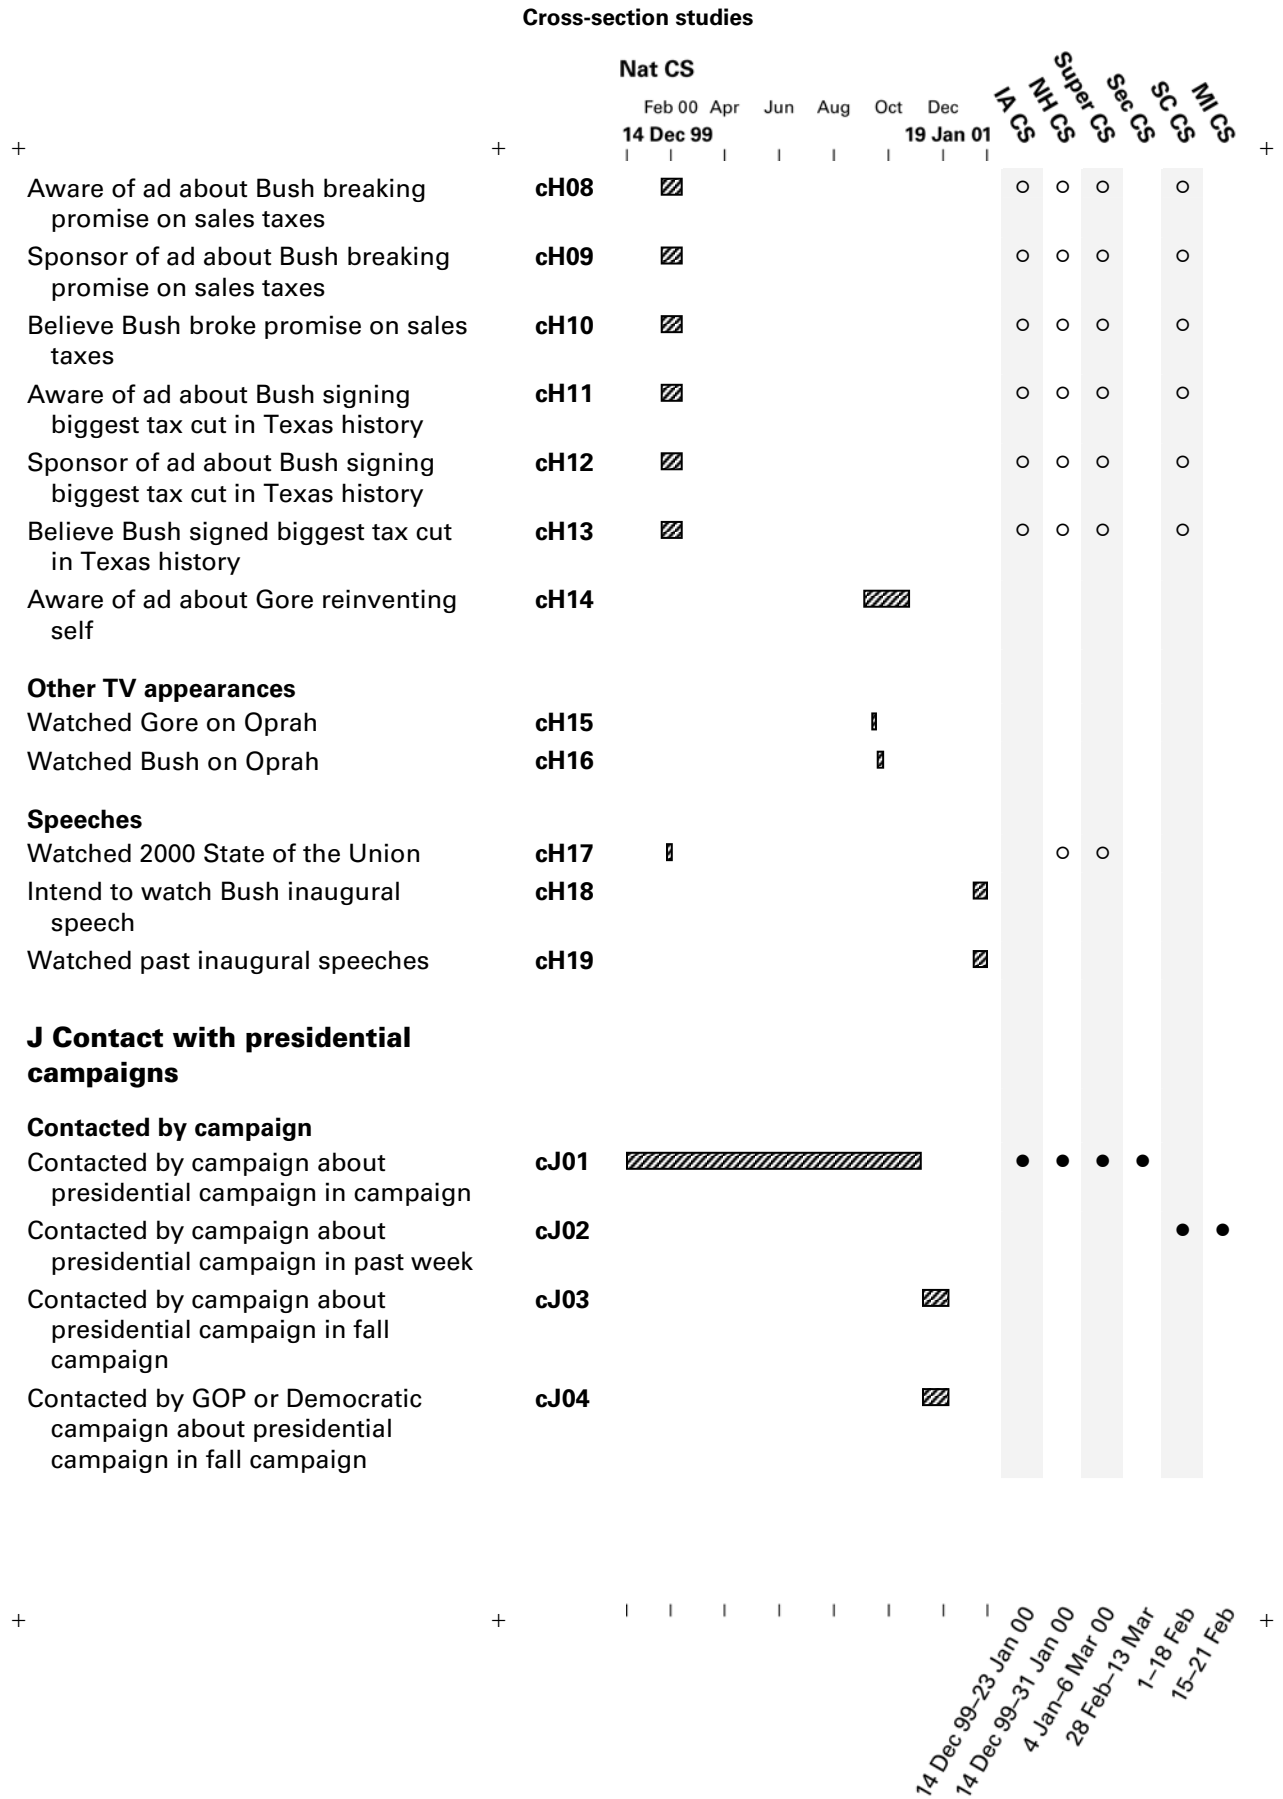 Cross-section studies
Nat CS
Feb 00 Apr Jun Aug Oct Dec
14 Dec 99 19 Jan 01
IA CS
NH CS
Super CS
Sec CS
SC CS
MI CS
Aware of ad about Bush breaking cH08
promise on sales taxes
Sponsor of ad about Bush breaking cH09
promise on sales taxes
Believe Bush broke promise on sales cH10
taxes
Aware of ad about Bush signing cH11
biggest tax cut in Texas history
Sponsor of ad about Bush signing cH12
biggest tax cut in Texas history
Believe Bush signed biggest tax cut cH13
in Texas history
Aware of ad about Gore reinventing cH14
self
Other TV appearances
Watched Gore on Oprah cH15
Watched Bush on Oprah cH16
Speeches
Watched 2000 State of the Union cH17
Intend to watch Bush inaugural cH18
speech
Watched past inaugural speeches cH19
J Contact with presidential
campaigns
Contacted by campaign
Contacted by campaign about cJ01
presidential campaign in campaign
Contacted by campaign about cJ02
presidential campaign in past week
Contacted by campaign about cJ03
presidential campaign in fall
campaign
Contacted by GOP or Democratic cJ04
campaign about presidential
campaign in fall campaign
14 Dec 99–23 Jan 00
14 Dec 99–31 Jan 00
4 Jan–6 Mar 00
28 Feb–13 Mar
1–18 Feb
15–21 Feb